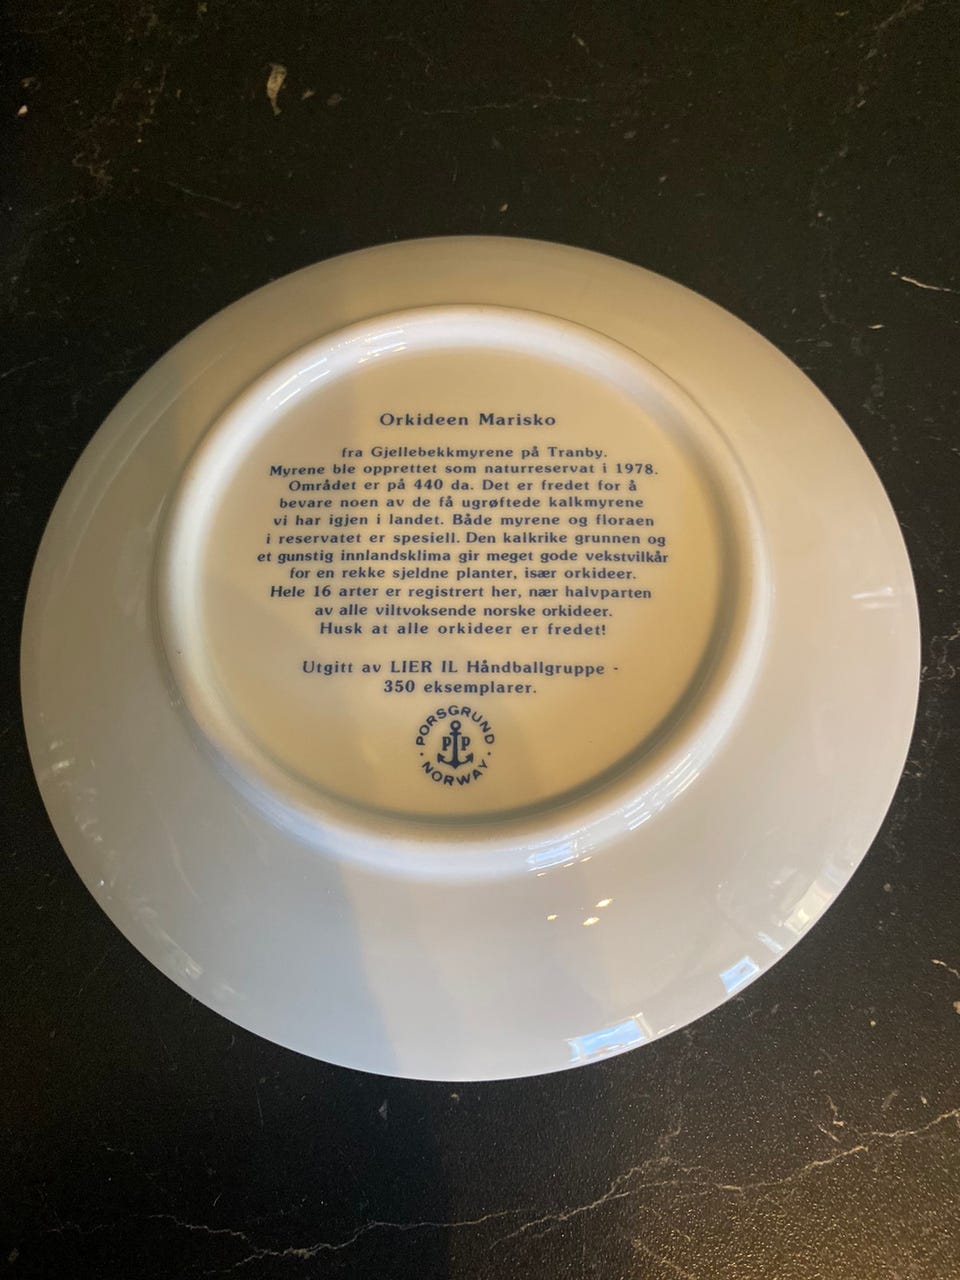 Orkideen Marisko
fra Gjellebekkmyrene på Tranby.
Myrene ble opprettet som naturreservat i 1978.
Området er på 440 da. Det er fredet for å
bevare noen av de få ugrøftede kalkmyrene
vi har igjen i landet. Både myrene og floraen
i reservatet er spesiell. Den kalkrike grunnen og
et gunstig innlandsklima gir meget gode vekstvilkår
for en rekke sjeldne planter, især orkideer.
Hele 16 arter er registrert her, nær halvparten
av alle viltvoksende norske orkideer.
Husk at alle orkideer er fredet!
Utgitt av LIER IL Håndballgruppe -
350 eksemplarer.
PORSGRUND
PP
NORWAY